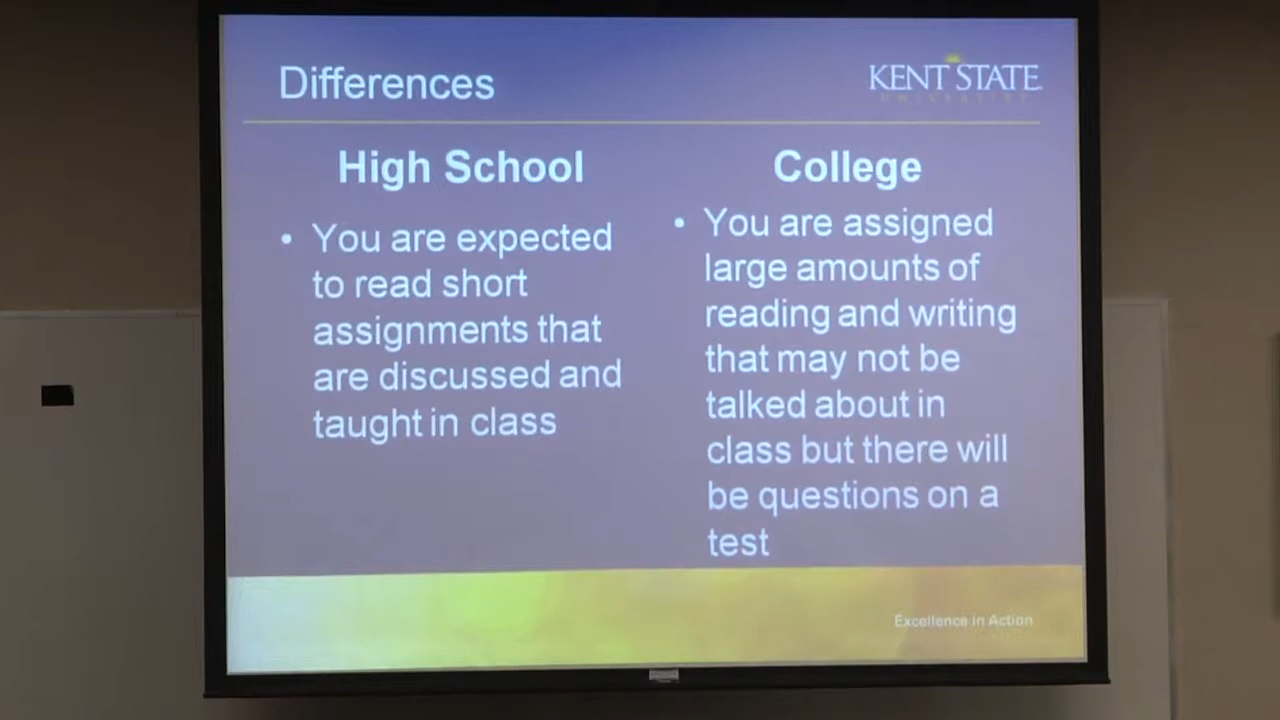 Differences
KENT STATE
UNIVERSITY
High School
• You are expected
to read short
assignments that
are discussed and
taught in class
College
• You are assigned
large amounts of
reading and writing
that may not be
talked about in
class but there will
be questions on a
test
Excellence in Action